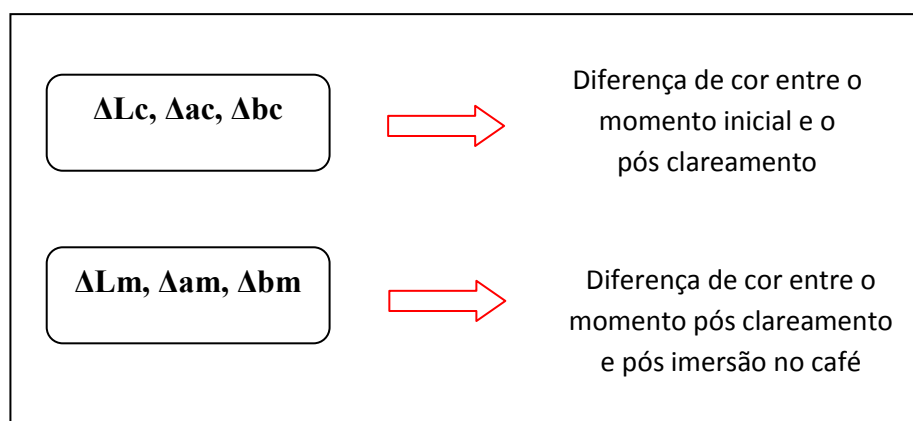 ΔLc, Δac, Δbc
Diferença de cor entre o
momento inicial e o
pós clareamento
ΔLm, Δam, Δbm
Diferença de cor entre o
momento pós clareamento
e pós imersão no café